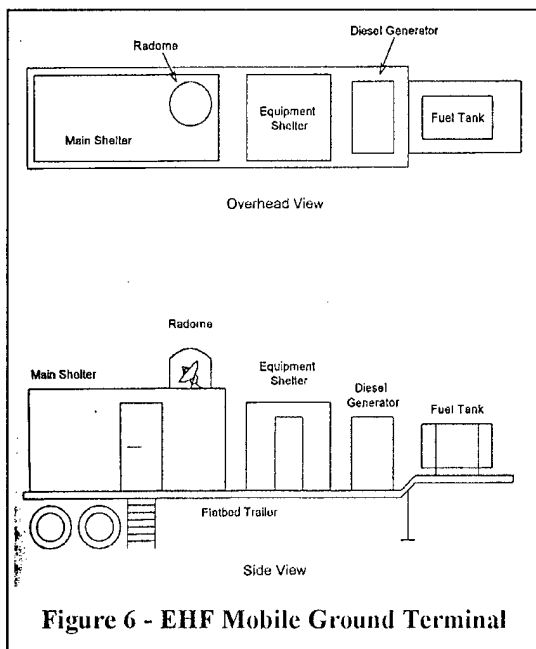 Diesel Generator
Radome
Main Shelter
Equipment
Shelter
Fuel Tank
Overhead View
Radome
Main Shelter
Equipment
Shelter
Diesel
Generator
Fuel Tank
Flatbed Trailer
Side View
Figure 6 - EHF Mobile Ground Terminal